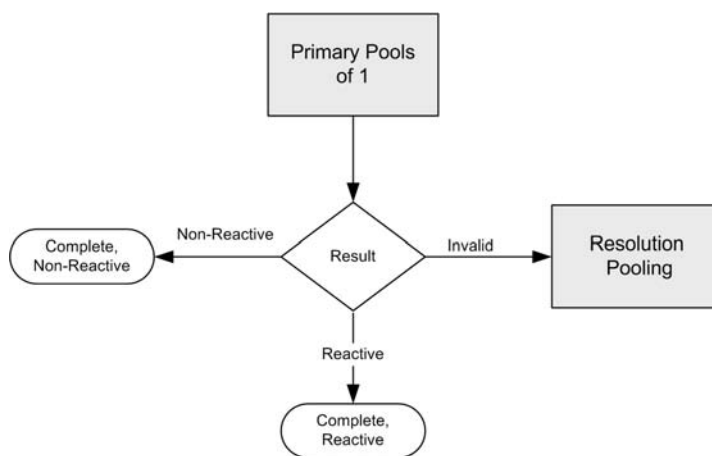 Primary Pools
of 1
Non-Reactive
Invalid
Complete,
Non-Reactive
Result
Resolution
Pooling
Reactive
Complete,
Reactive